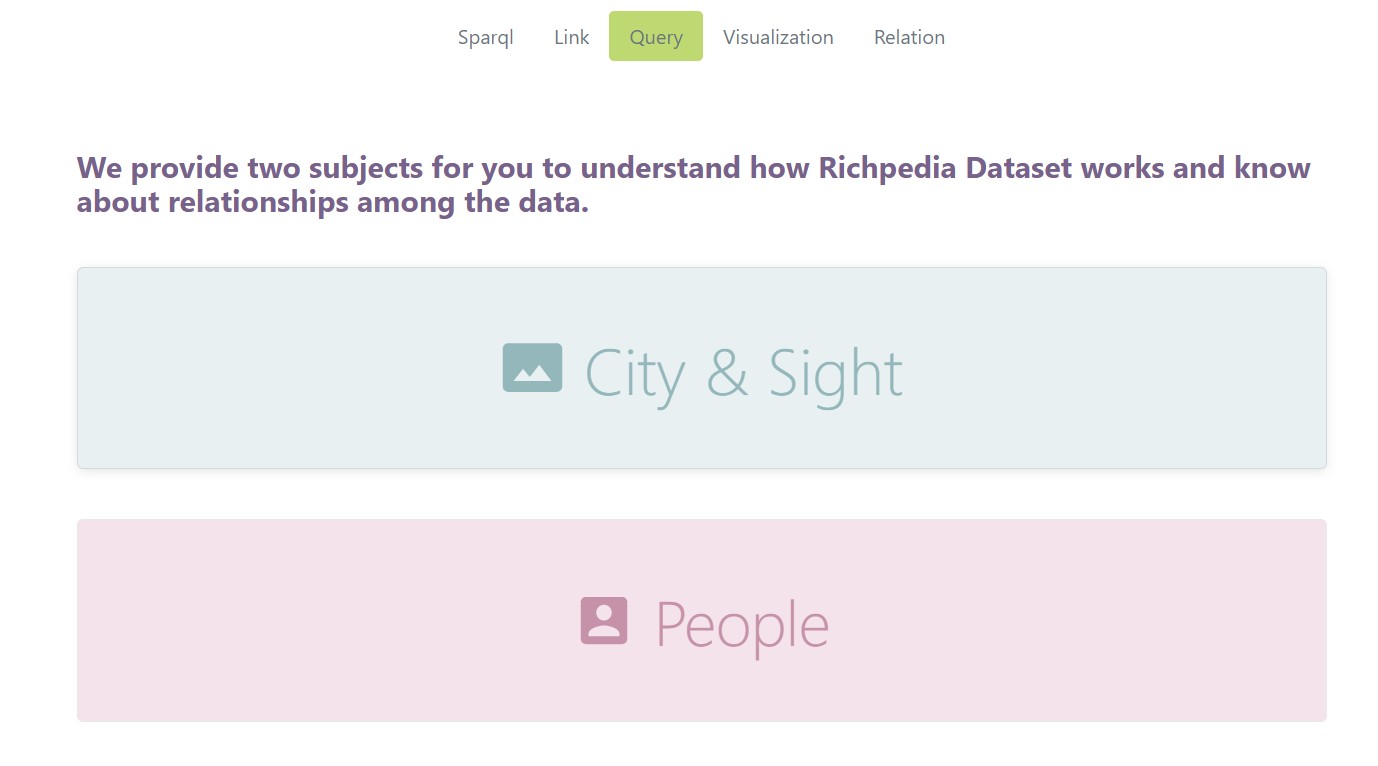 Sparql Link Query Visualization Relation
We provide two subjects for you to understand how Richpedia Dataset works and know
about relationships among the data.
City & Sight
People